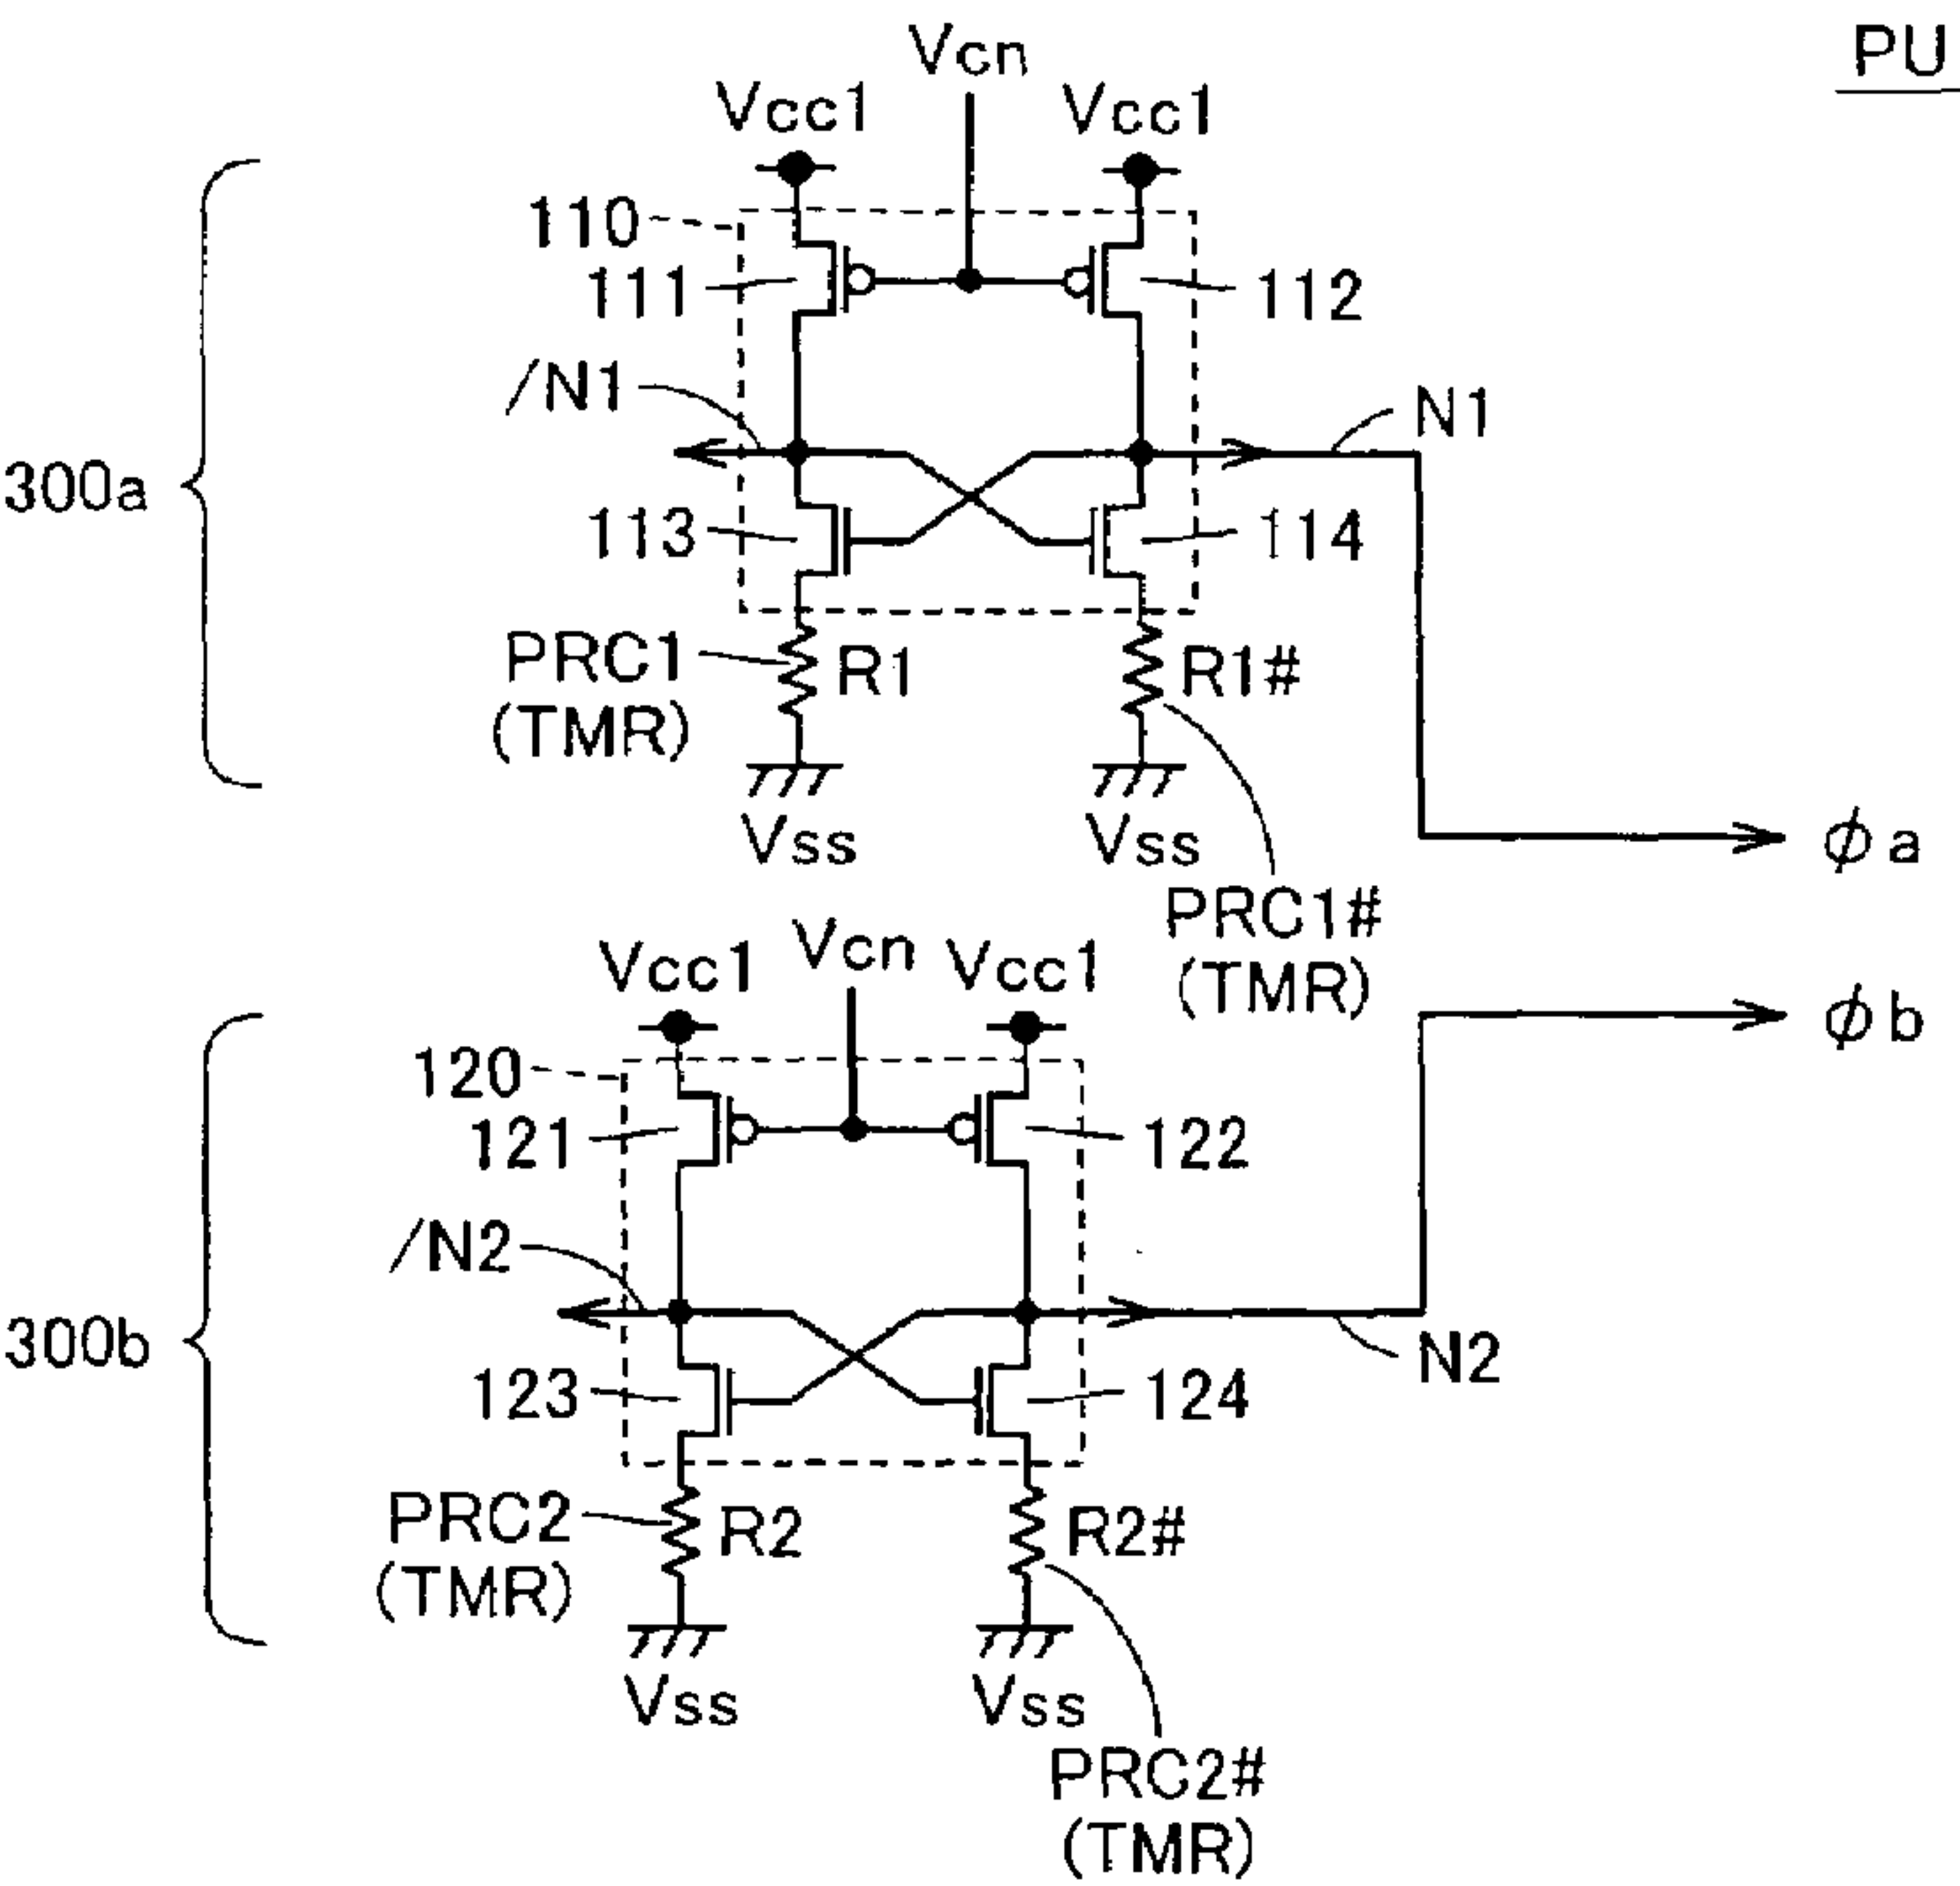 PU
Vcn
Vcc1
Vcc1
110
111
112
/N1
N1
300a
113
114
PRC1
(TMR)
R1
R1#
Vss
Vss
ϕa
PRC1#
(TMR)
Vcc1
Vcn
Vcc1
ϕb
120
121
122
/N2
N2
300b
123
124
PRC2
(TMR)
R2
R2#
Vss
Vss
PRC2#
(TMR)